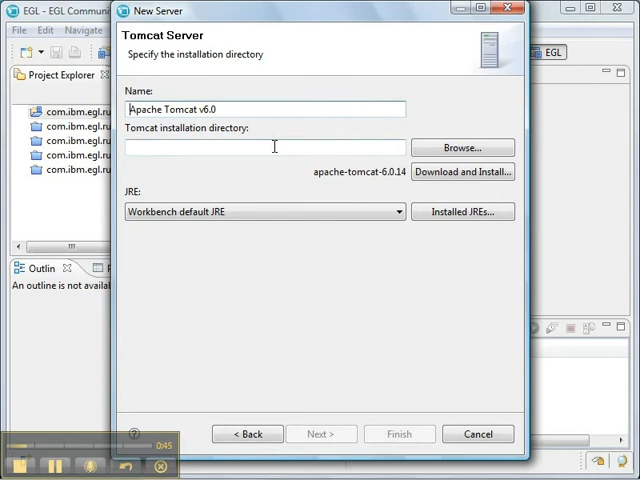 EGL - EGL Commun
New Server
File Edit Navigate
Tomcat Server
Specify the installation directory
EGL
Project Explorer
Name:
Apache Tomcat v6.0
com.ibm.egl.ru
Tomcat installation directory:
com.ibm.egl.ru
com.ibm.egl.ru
Browse...
com.ibm.egl.ru
com.ibm.egl.ru
apache-tomcat-6.0.14
Download and Install...
JRE:
Workbench default JRE
Installed JREs...
Outlin
An outline is not availab
< Back
Next >
Finish
Cancel
0:45